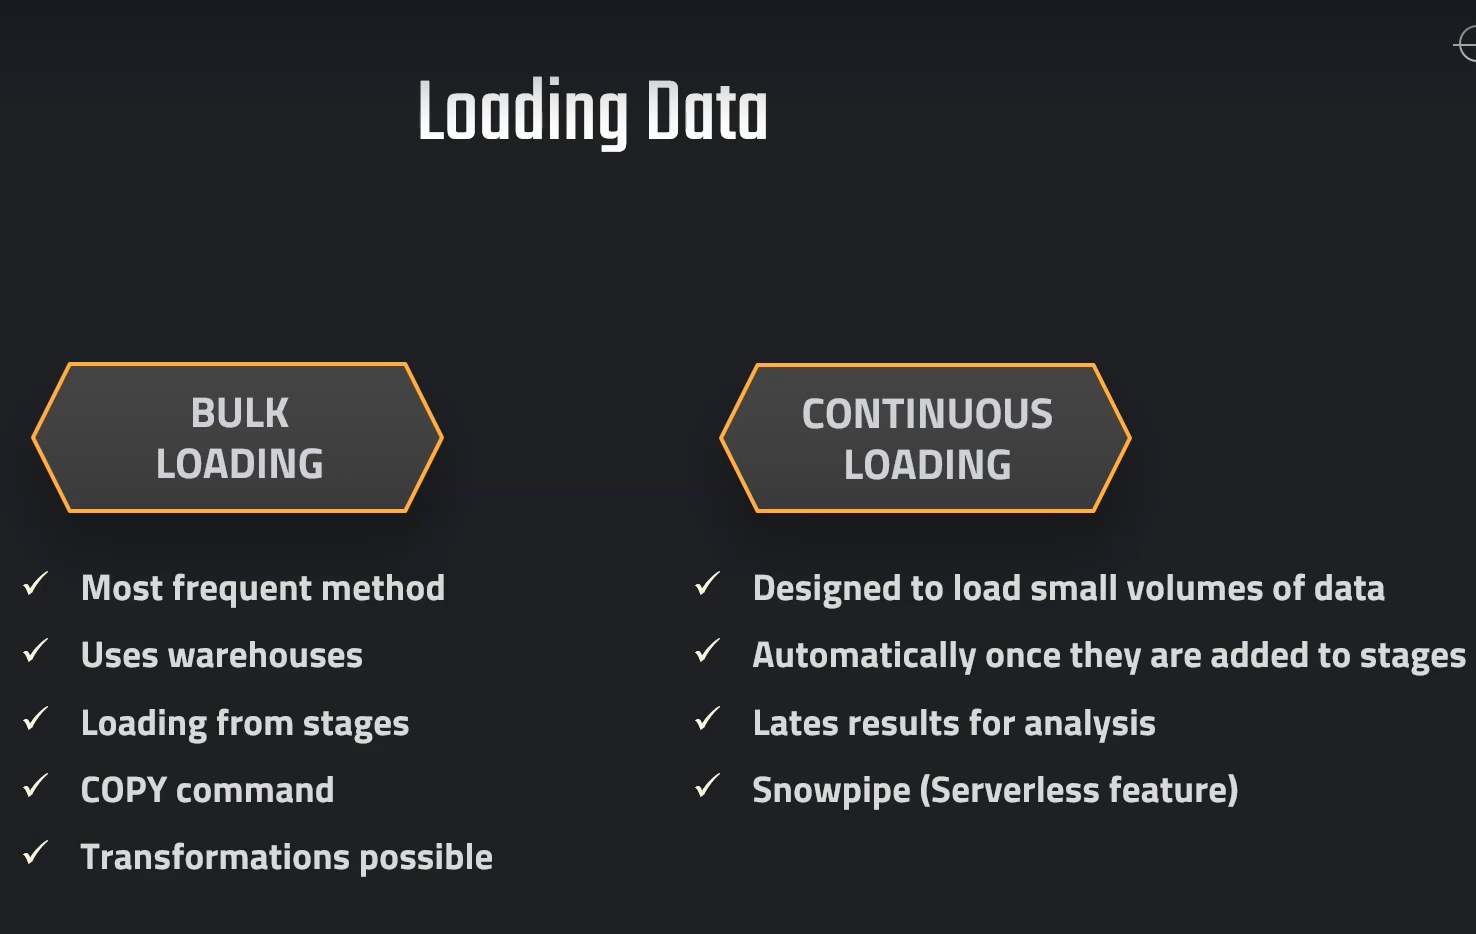 Loading Data
BULK
LOADING
Most frequent method
Uses warehouses
Loading from stages
COPY command
Transformations possible
CONTINUOUS
LOADING
Designed to load small volumes of data
Automatically once they are added to stages
Lates results for analysis
Snowpipe (Serverless feature)